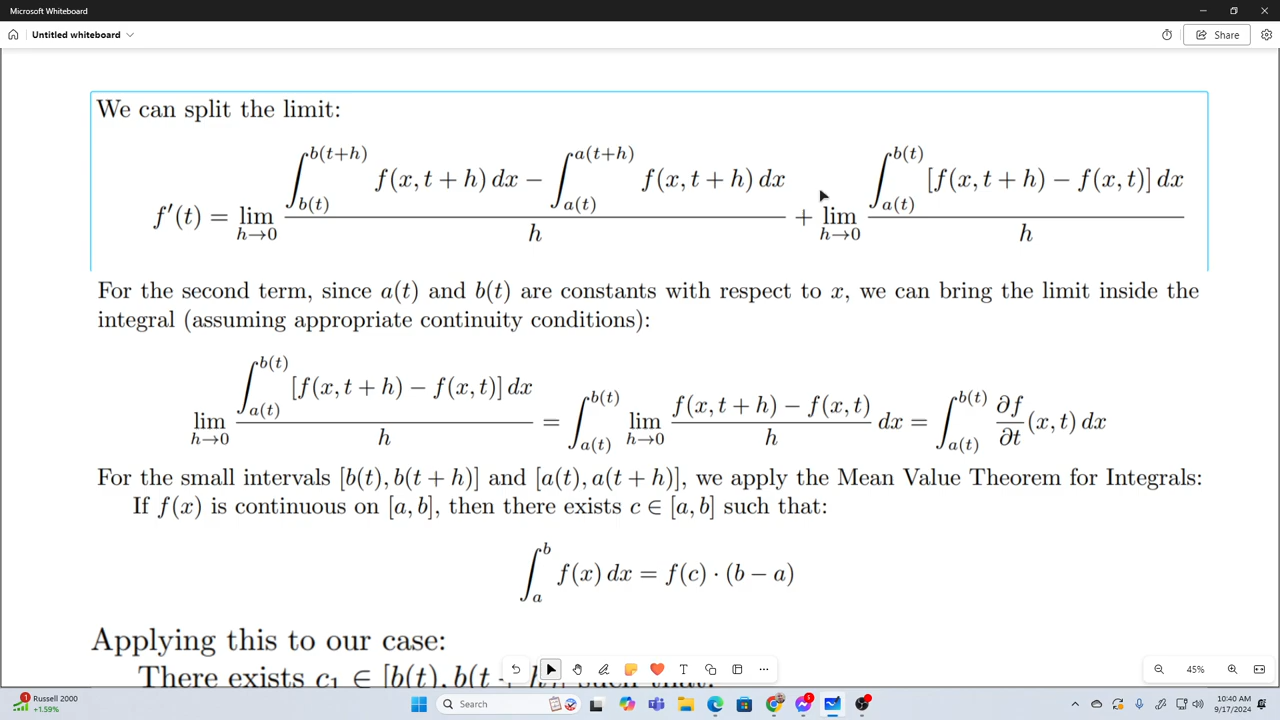 Microsoft Whiteboard
Untitled whiteboard
Share
We can split the limit:
f′(t) = lim_{h→0} (∫_{b(t)}^{b(t+h)} f(x, t + h) dx − ∫_{a(t)}^{a(t+h)} f(x, t + h) dx) / h + lim_{h→0} (∫_{a(t)}^{b(t)} [f(x, t + h) − f(x, t)] dx) / h
For the second term, since a(t) and b(t) are constants with respect to x, we can bring the limit inside the
integral (assuming appropriate continuity conditions):
lim_{h→0} (∫_{a(t)}^{b(t)} [f(x, t + h) − f(x, t)] dx) / h = ∫_{a(t)}^{b(t)} lim_{h→0} (f(x, t + h) − f(x, t)) / h dx = ∫_{a(t)}^{b(t)} ∂f/∂t (x, t) dx
For the small intervals [b(t), b(t + h)] and [a(t), a(t + h)], we apply the Mean Value Theorem for Integrals:
If f(x) is continuous on [a, b], then there exists c ∈ [a, b] such that:
∫_a^b f(x) dx = f(c) · (b − a)
Applying this to our case:
There exists c₁ ∈ [b(t), b(t + h)] such that:
45%
1
Russell 2000
+1.59%
Search
5
10:40 AM
9/17/2024